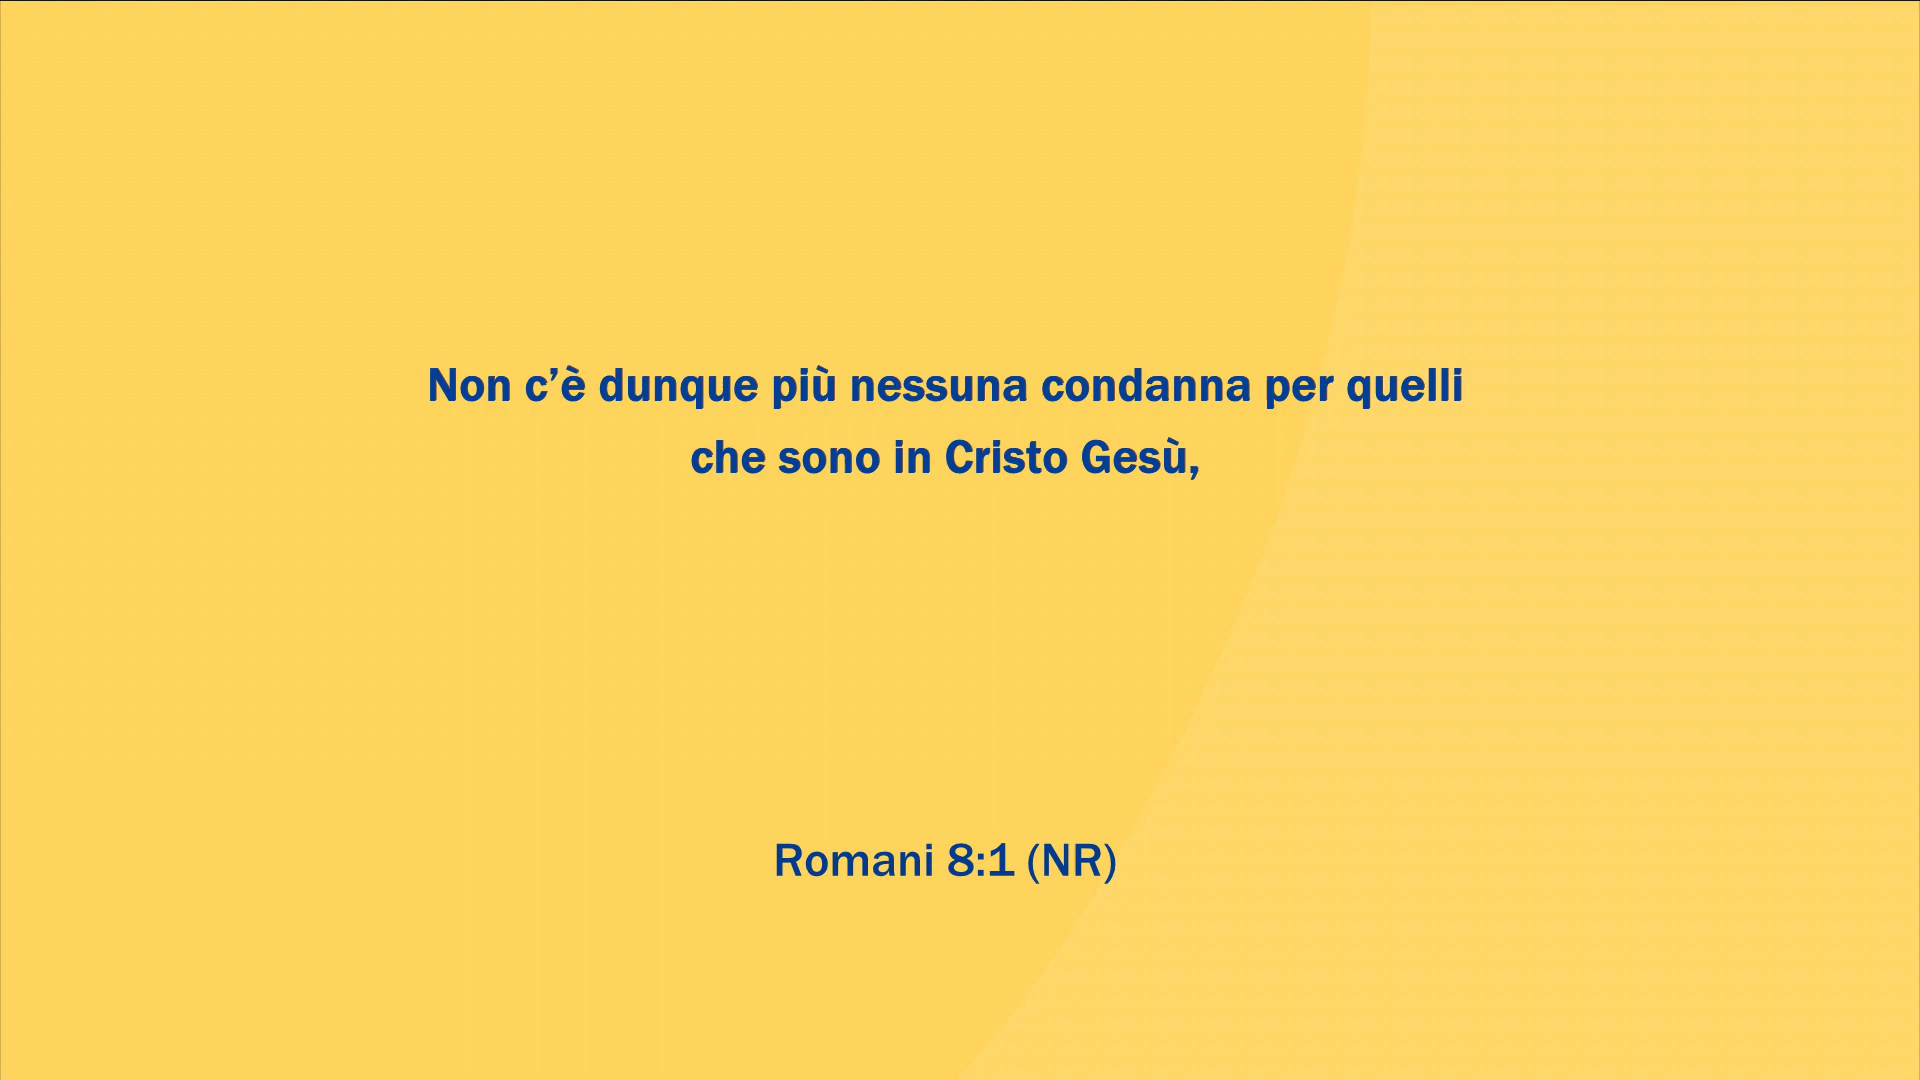 Non c’è dunque più nessuna condanna per quelli
che sono in Cristo Gesù,
Romani 8:1 (NR)